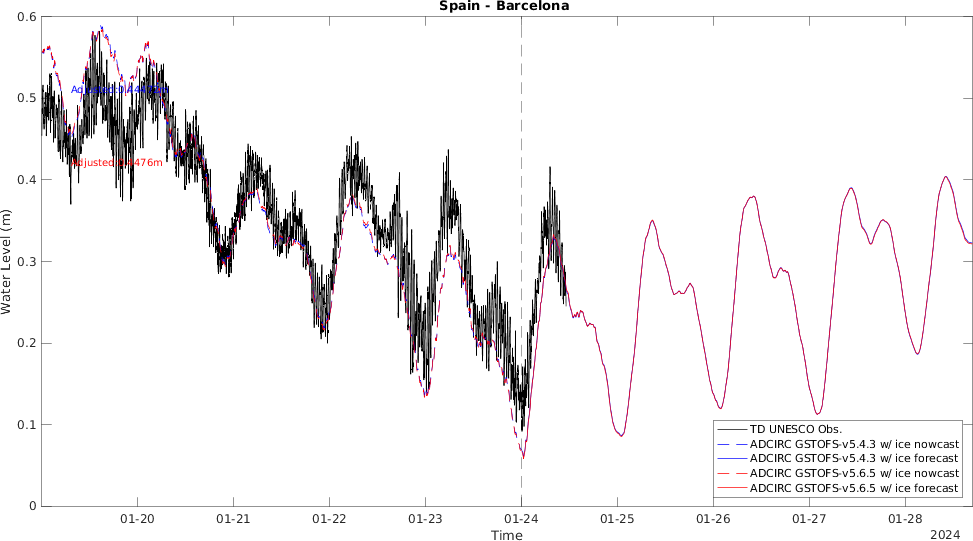 Spain - Barcelona
0.6
0.5
0.4
0.3
0.2
0.1
0
Water Level (m)
01-20
01-21
01-22
01-23
01-24
01-25
01-26
01-27
01-28
Time
2024
TD UNESCO Obs.
ADCIRC GSTOFS-v5.4.3 w/ ice nowcast
ADCIRC GSTOFS-v5.4.3 w/ ice forecast
ADCIRC GSTOFS-v5.6.5 w/ ice nowcast
ADCIRC GSTOFS-v5.6.5 w/ ice forecast